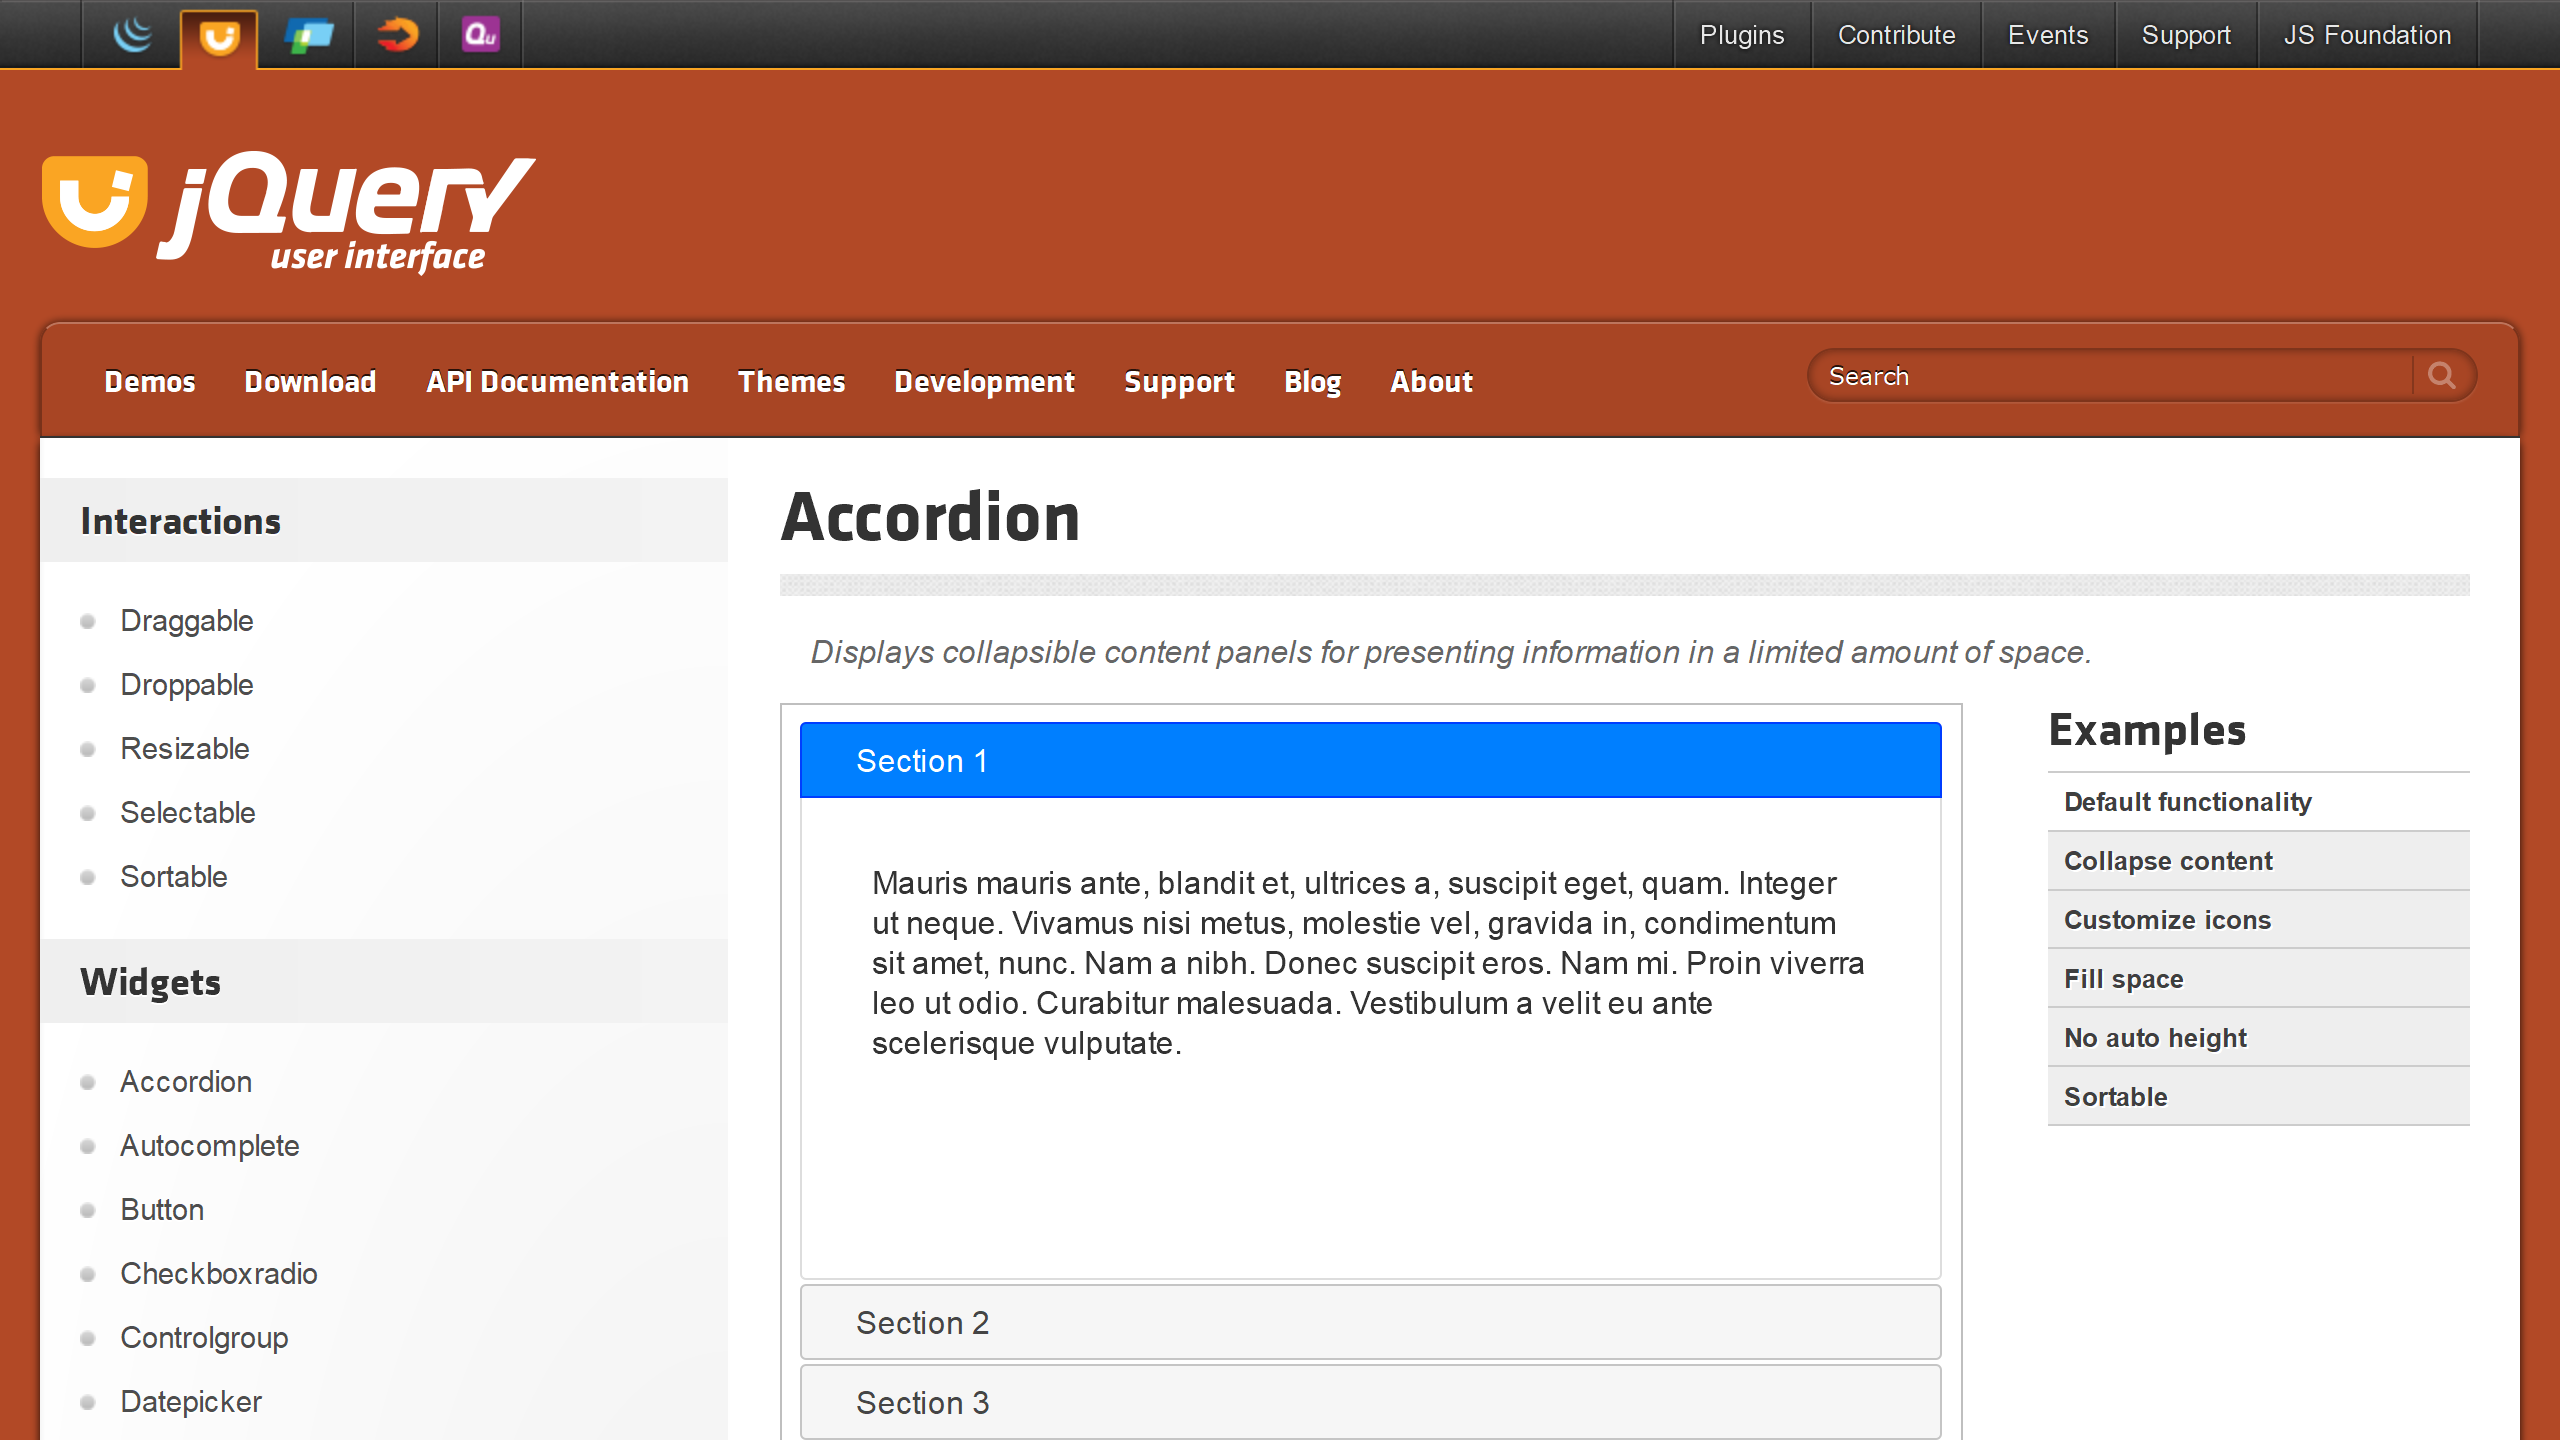 Qu
Plugins
Contribute
Events
Support
JS Foundation
jQuery
user interface
Demos
Download
API Documentation
Themes
Development
Support
Blog
About
Search
Interactions
Draggable
Droppable
Resizable
Selectable
Sortable
Widgets
Accordion
Autocomplete
Button
Checkboxradio
Controlgroup
Datepicker
Accordion
Displays collapsible content panels for presenting information in a limited amount of space.
Section 1
Mauris mauris ante, blandit et, ultrices a, suscipit eget, quam. Integer
ut neque. Vivamus nisi metus, molestie vel, gravida in, condimentum
sit amet, nunc. Nam a nibh. Donec suscipit eros. Nam mi. Proin viverra
leo ut odio. Curabitur malesuada. Vestibulum a velit eu ante
scelerisque vulputate.
Section 2
Section 3
Examples
Default functionality
Collapse content
Customize icons
Fill space
No auto height
Sortable